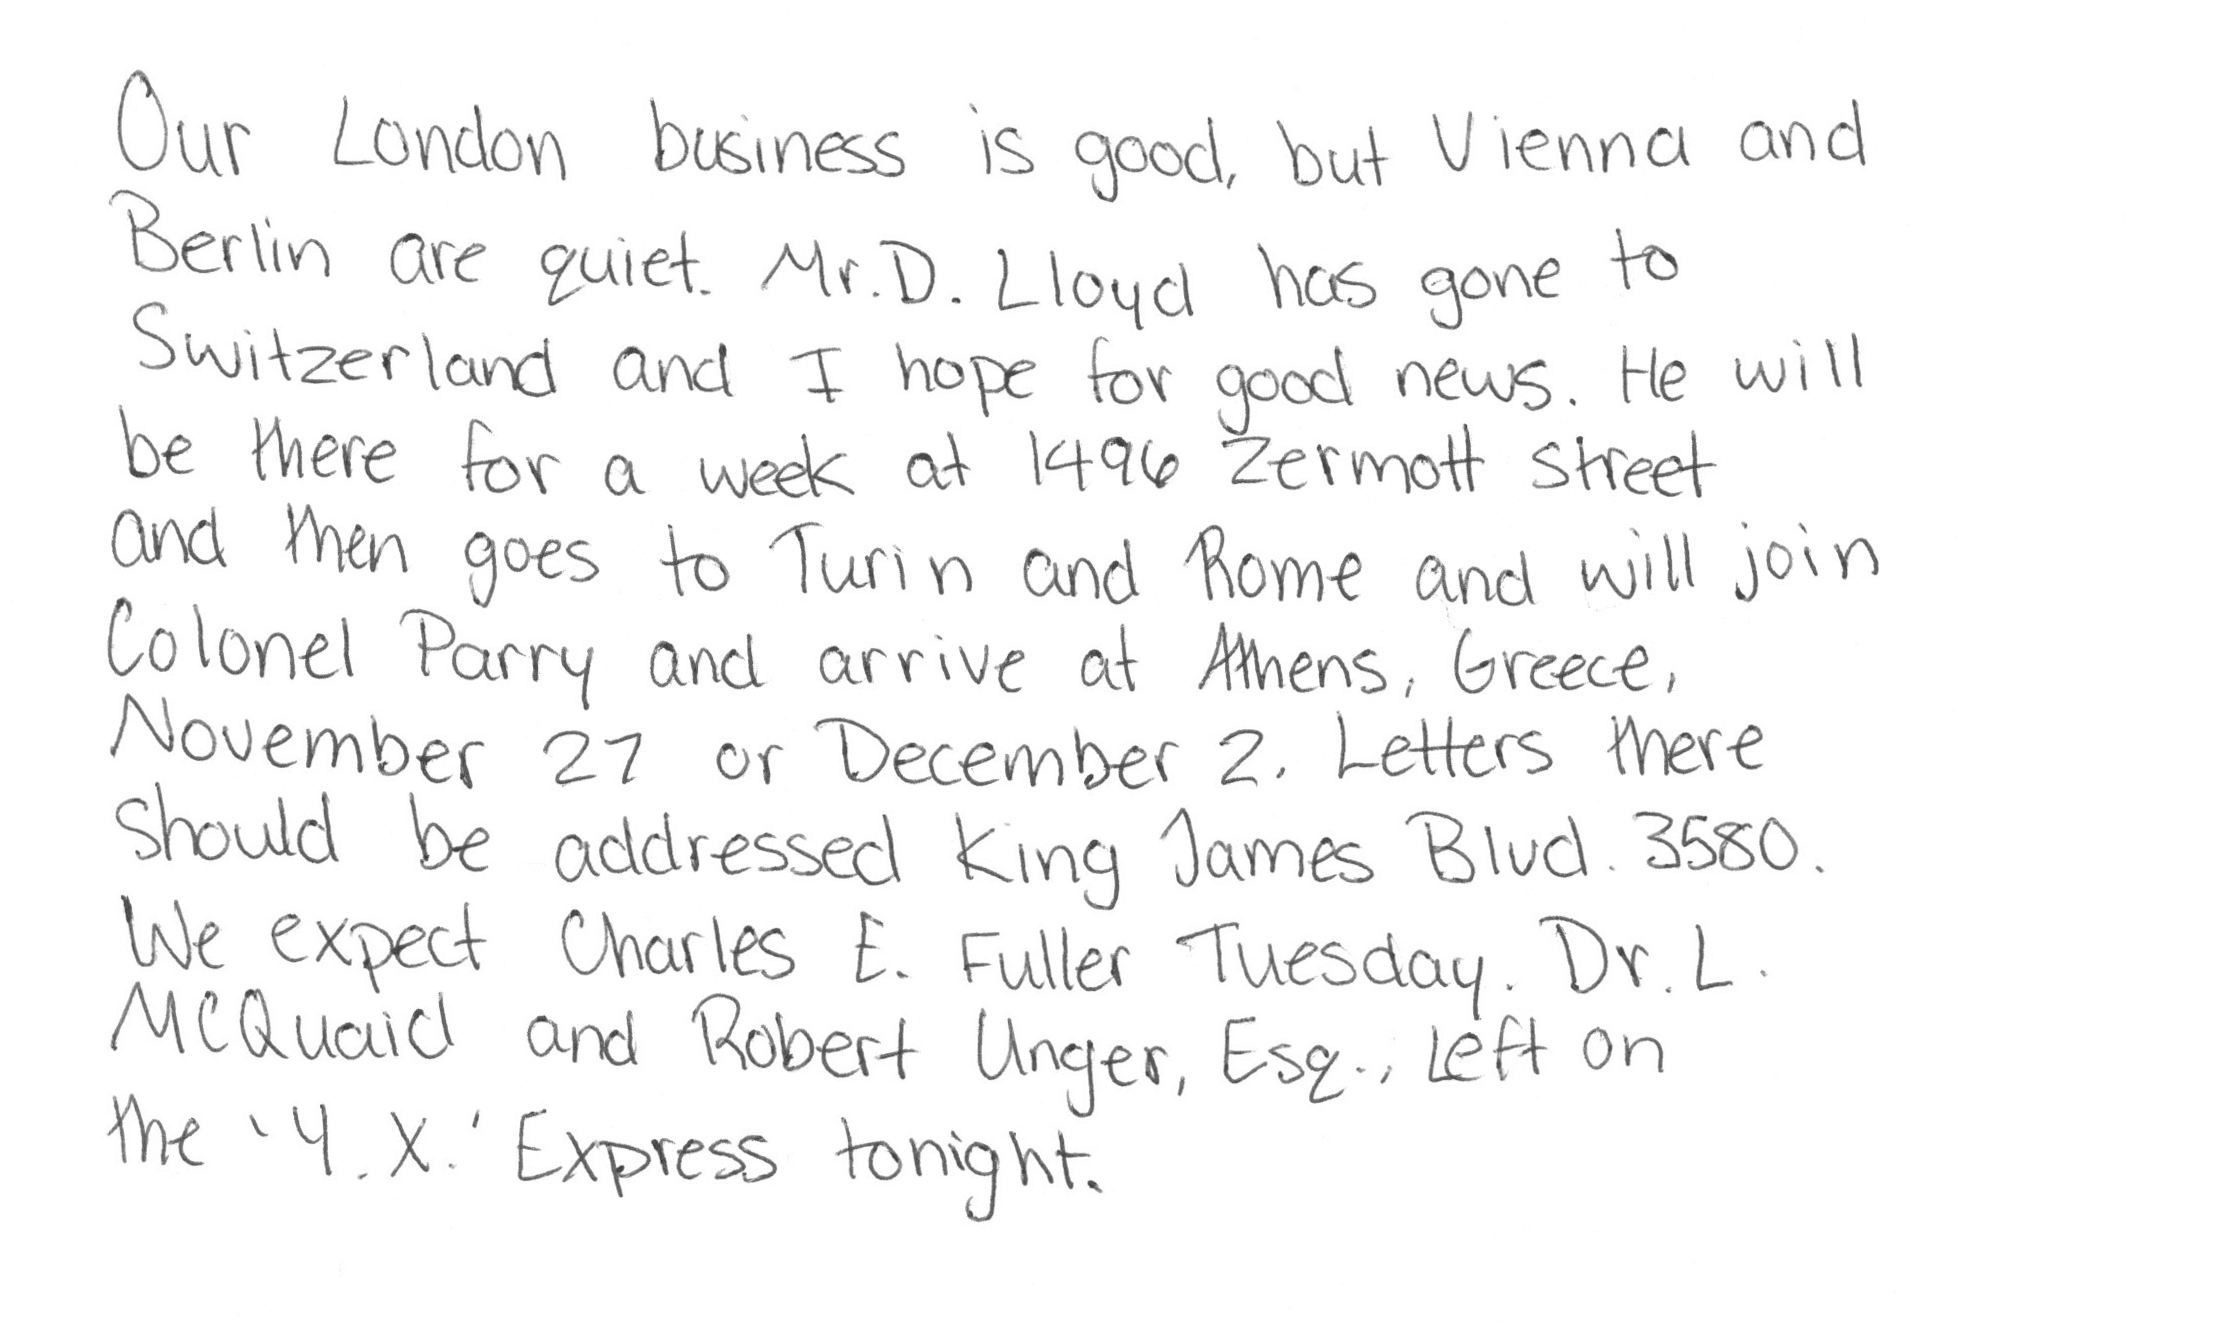 Our London business is good, but Vienna and
Berlin are quiet. Mr. D. Lloyd has gone to
Switzerland and I hope for good news. He will
be there for a week at 1496 Zermott Street
and then goes to Turin and Rome and will join
Colonel Parry and arrive at Athens, Greece,
November 27 or December 2. Letters there
should be addressed King James Blvd. 3580.
We expect Charles E. Fuller Tuesday. Dr. L.
McQuaid and Robert Unger, Esq., left on
the 'Y.X.' Express tonight.